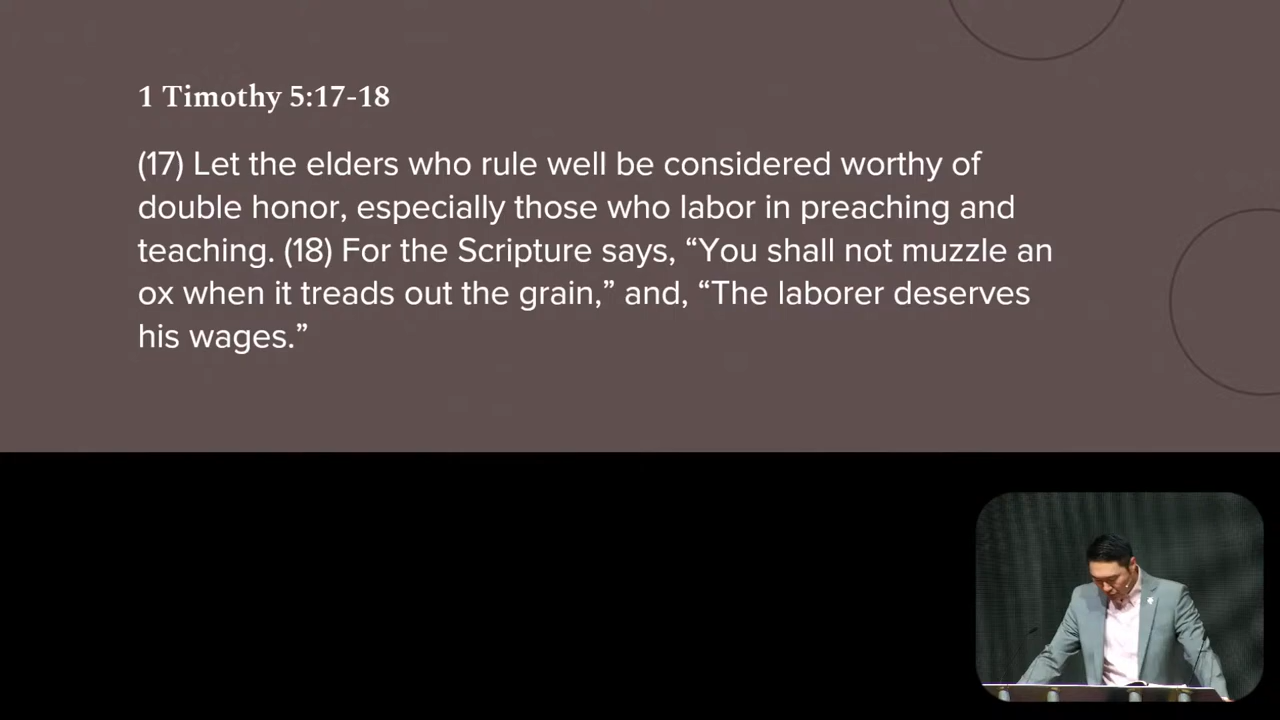 1 Timothy 5:17-18
(17) Let the elders who rule well be considered worthy of
double honor, especially those who labor in preaching and
teaching. (18) For the Scripture says, “You shall not muzzle an
ox when it treads out the grain,” and, “The laborer deserves
his wages.”